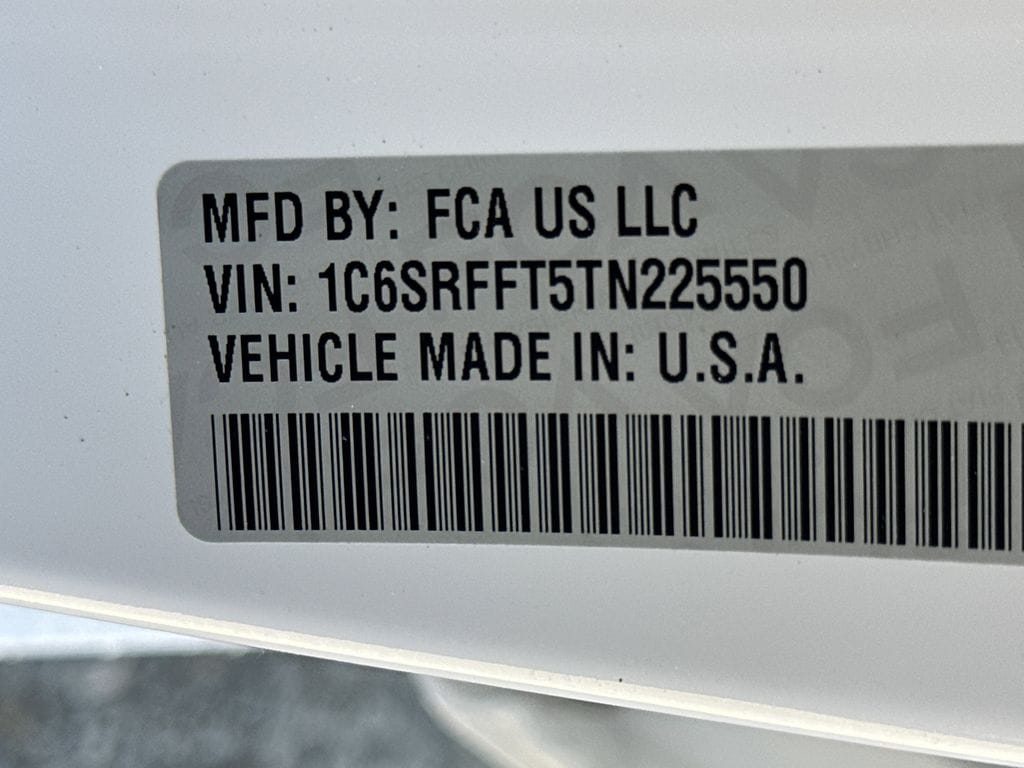 MFD BY: FCA US LLC
VIN: 1C6SRFFT5TN225550
VEHICLE MADE IN: U.S.A.